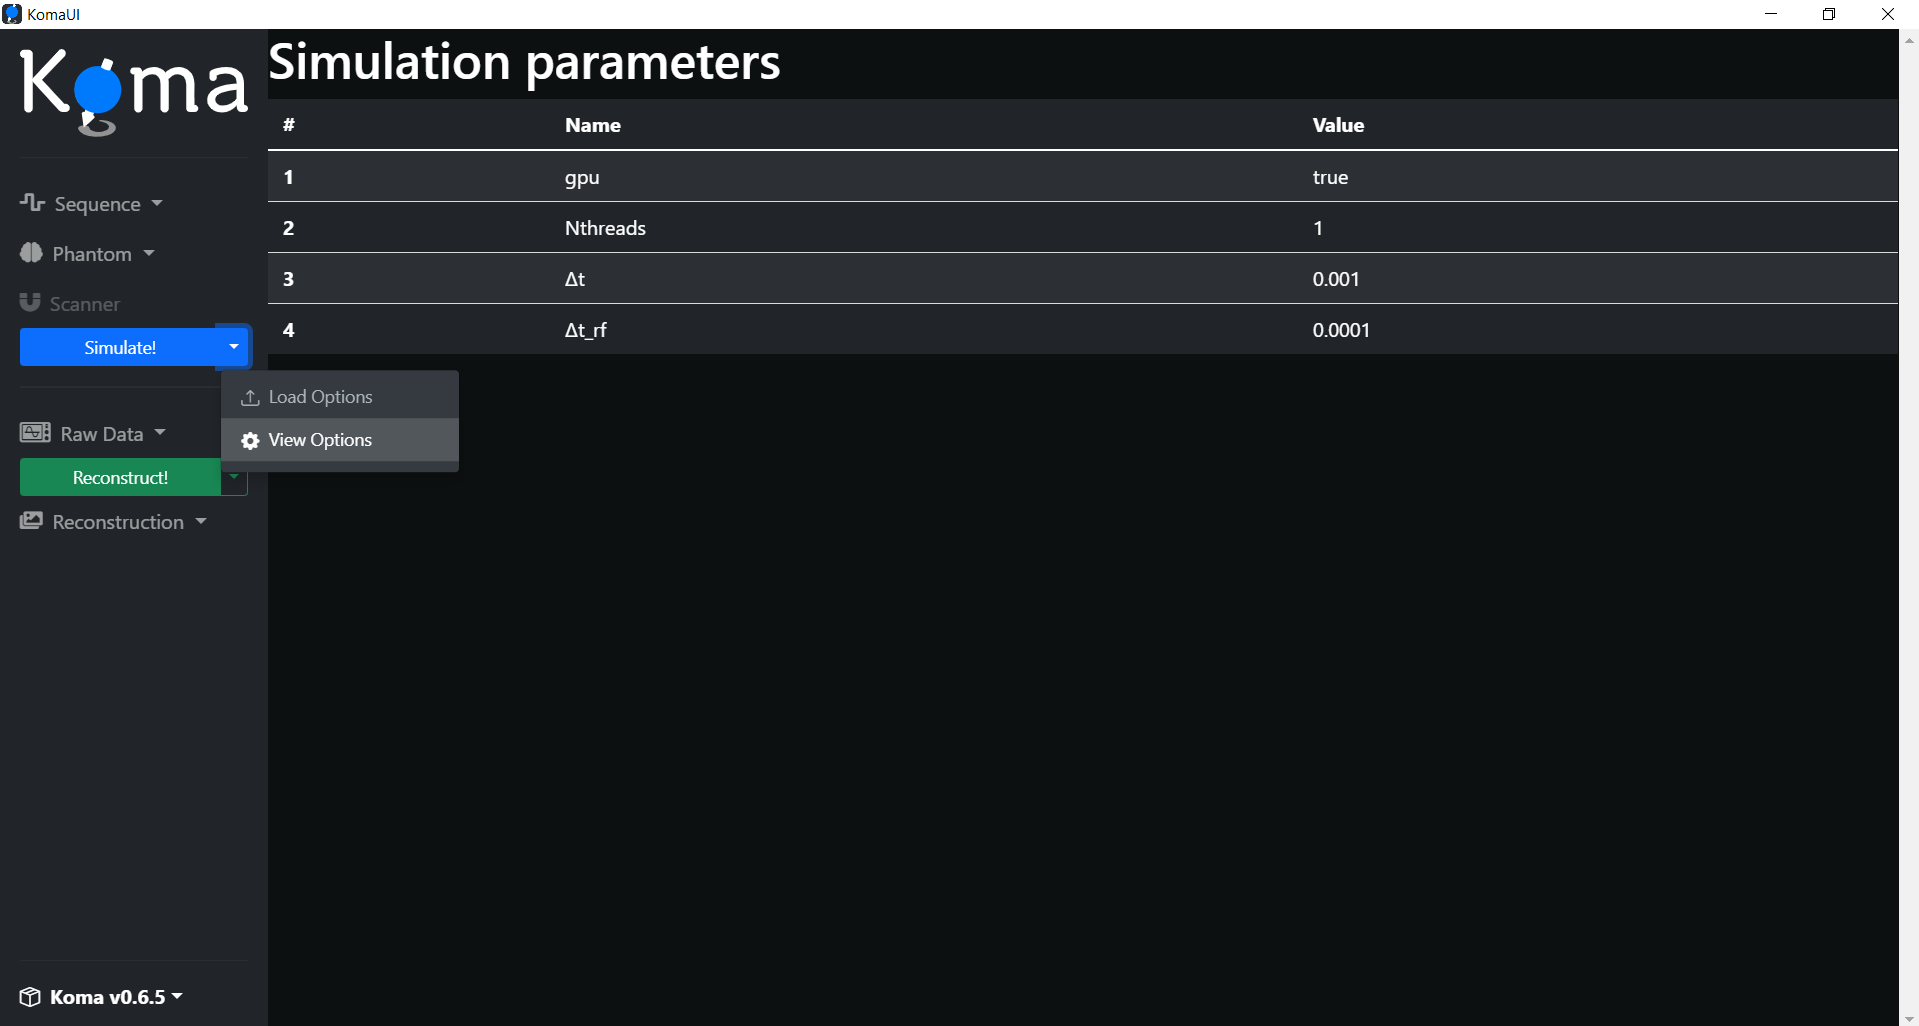 KomaUI
Koma
Sequence
Phantom
Scanner
Simulate!
Load Options
View Options
Raw Data
Reconstruct!
Reconstruction
Koma v0.6.5
Simulation parameters
# Name Value
1 gpu true
2 Nthreads 1
3 Δt 0.001
4 Δt_rf 0.0001